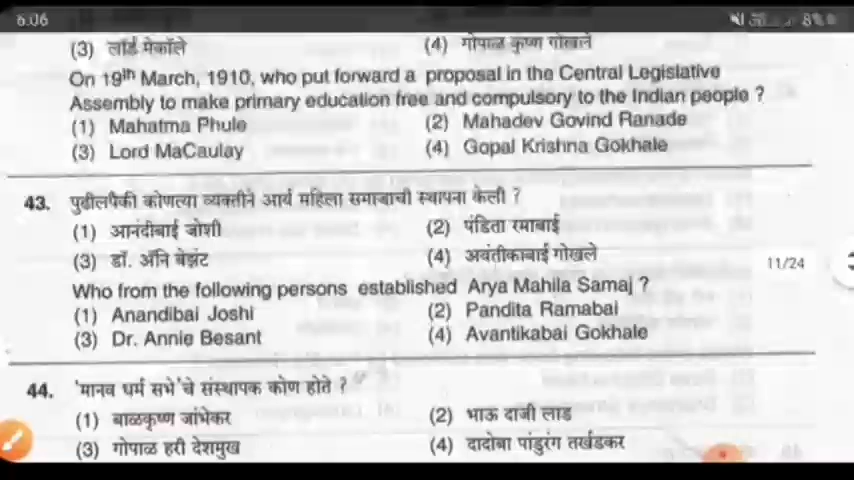 6:06
8%
(3) लॉर्ड मेकॉले (4) गोपाळ कृष्ण गोखले
On 19th March, 1910, who put forward a proposal in the Central Legislative
Assembly to make primary education free and compulsory to the Indian people ?
(1) Mahatma Phule (2) Mahadev Govind Ranade
(3) Lord MaCaulay (4) Gopal Krishna Gokhale
43. पुढीलपैकी कोणत्या व्यक्तीने आर्य महिला समाजाची स्थापना केली ?
(1) आनंदीबाई जोशी (2) पंडिता रमाबाई
(3) डॉ. ॲनि बेझंट (4) अवंतीकाबाई गोखले
11/24
Who from the following persons established Arya Mahila Samaj ?
(1) Anandibai Joshi (2) Pandita Ramabai
(3) Dr. Annie Besant (4) Avantikabai Gokhale
44. 'मानव धर्म सभे'चे संस्थापक कोण होते ?
(1) बाळकृष्ण जांभेकर (2) भाऊ दाजी लाड
(3) गोपाळ हरी देशमुख (4) दादोबा पांडुरंग तर्खडकर